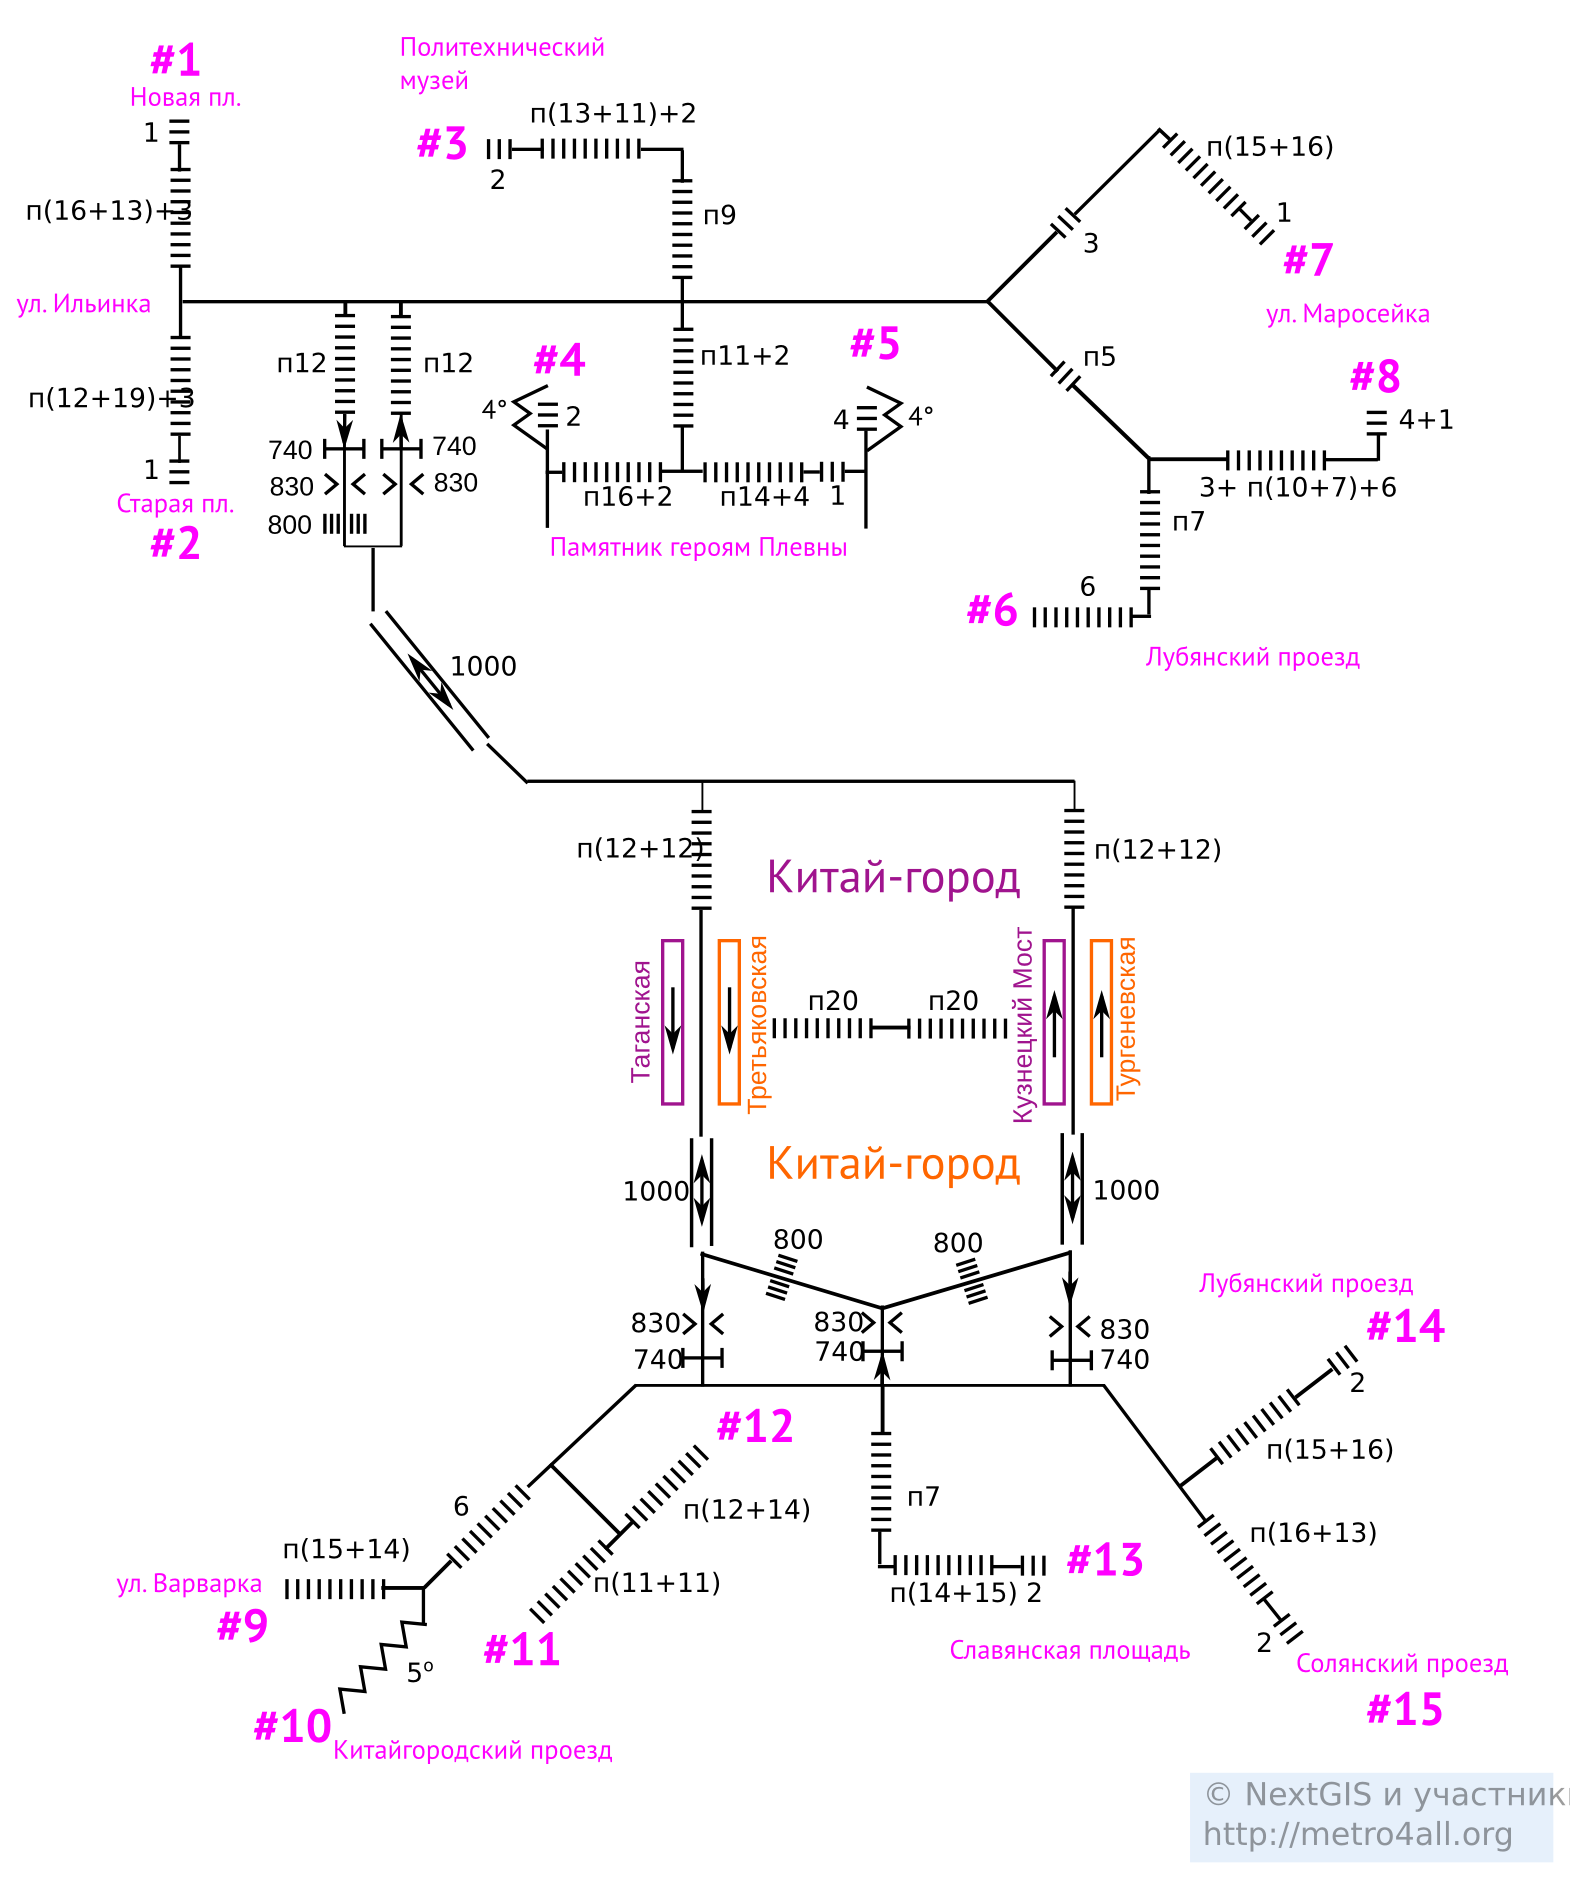 #1
Новая пл.
1
п(16+13)+3
ул. Ильинка
п(12+19)+3
1
Старая пл.
#2
Политехнический
музей
#3
2
п(13+11)+2
п9
п12
п12
740
740
830
830
800
#4
4°
2
п11+2
#5
4
4°
п16+2
п14+4
1
Памятник героям Плевны
п(15+16)
1
3
#7
ул. Маросейка
п5
#8
4+1
3+ п(10+7)+6
п7
6
#6
Лубянский проезд
1000
п(12+12)
п(12+12)
Китай-город
Таганская
Третьяковская
п20
п20
Кузнецкий Мост
Тургеневская
Китай-город
1000
1000
800
800
830
740
830
740
830
740
Лубянский проезд
#14
2
п(15+16)
п(16+13)
2
Солянский проезд
#15
#12
п(12+14)
6
п(15+14)
ул. Варварка
#9
п(11+11)
#11
5º
#10
Китайгородский проезд
п7
#13
п(14+15) 2
Славянская площадь
© NextGIS и участники
http://metro4all.org